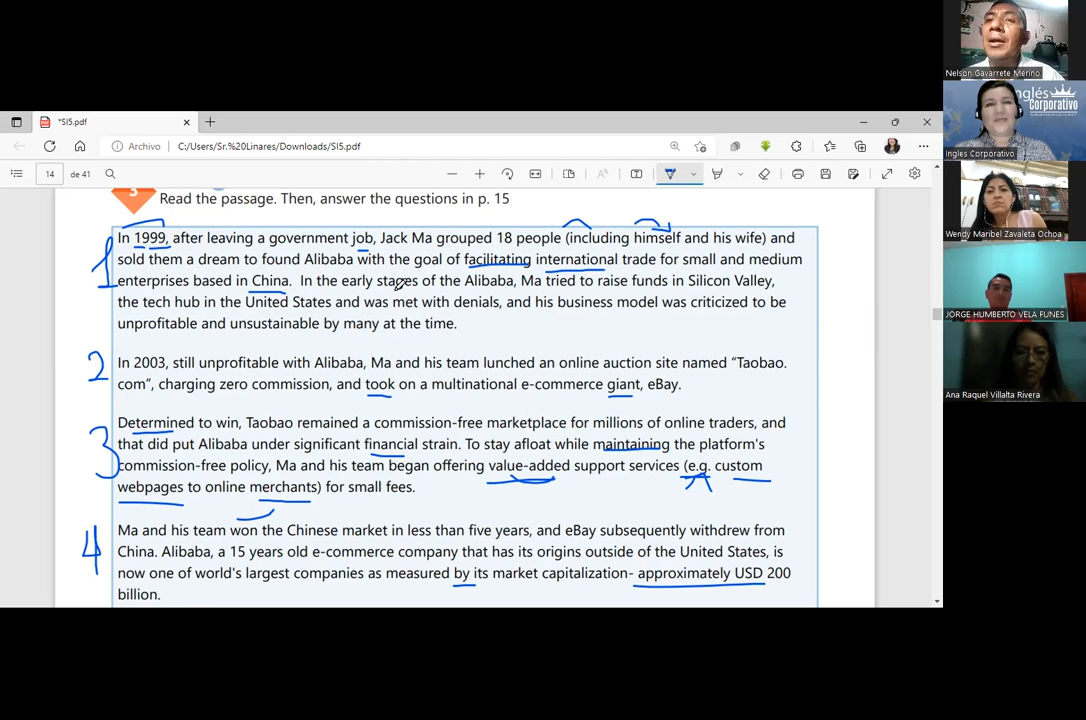 *SI5.pdf
Archivo | C:/Users/Sr.%20Linares/Downloads/SI5.pdf
14 de 41
3 Read the passage. Then, answer the questions in p. 15
1
In 1999, after leaving a government job, Jack Ma grouped 18 people (including himself and his wife) and
sold them a dream to found Alibaba with the goal of facilitating international trade for small and medium
enterprises based in China. In the early stages of the Alibaba, Ma tried to raise funds in Silicon Valley,
the tech hub in the United States and was met with denials, and his business model was criticized to be
unprofitable and unsustainable by many at the time.
2
In 2003, still unprofitable with Alibaba, Ma and his team lunched an online auction site named “Taobao.
com”, charging zero commission, and took on a multinational e-commerce giant, eBay.
3
Determined to win, Taobao remained a commission-free marketplace for millions of online traders, and
that did put Alibaba under significant financial strain. To stay afloat while maintaining the platform's
commission-free policy, Ma and his team began offering value-added support services (e.g. custom
webpages to online merchants) for small fees.
4
Ma and his team won the Chinese market in less than five years, and eBay subsequently withdrew from
China. Alibaba, a 15 years old e-commerce company that has its origins outside of the United States, is
now one of world's largest companies as measured by its market capitalization- approximately USD 200
billion.
Nelson Gavarrete Merino
Inglés
Corporativo
Ingles Corporativo
Wendy Maribel Zavaleta Ochoa
JORGE HUMBERTO VELA FUNES
Ana Raquel Villalta Rivera